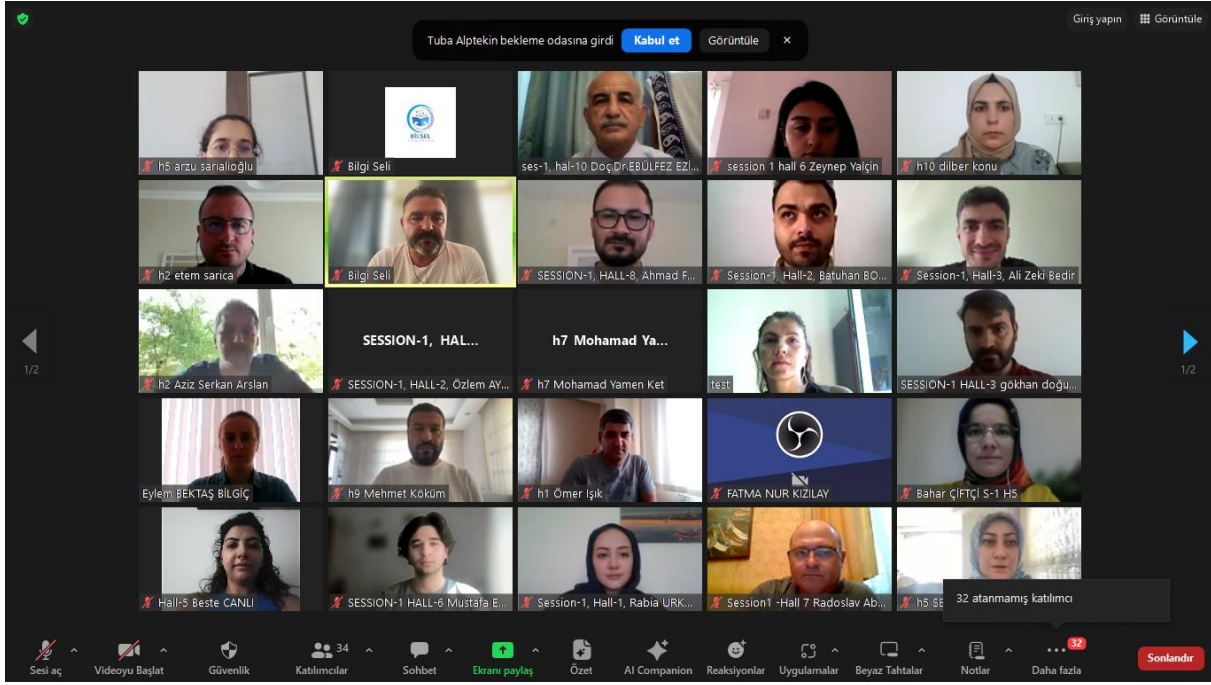 Giriş yapın Görüntüle
Tuba Alptekin bekleme odasına girdi Kabul et Görüntüle
h5 arzu sarıalioğlu
BİLSEL
Bilgi Seli
ses-1, hal-10 Doç,Dr.EBÜLFEZ EZİ...
session 1 hall 6 Zeynep Yalçin
h10 dilber konu
h2 etem sarica
Bilgi Seli
SESSION-1, HALL-8, Ahmad F...
Session-1, Hall-2, Batuhan BO...
Session-1, Hall-3, Ali Zeki Bedir
h2 Aziz Serkan Arslan
SESSION-1, HAL...
SESSION-1, HALL-2, Özlem AY...
h7 Mohamad Ya...
h7 Mohamad Yamen Ket
test
SESSION-1 HALL-3 gökhan doğu...
1/2
1/2
Eylem BEKTAŞ BİLGİÇ
h9 Mehmet Köküm
h1 Ömer Işık
FATMA NUR KIZILAY
Bahar ÇİFTÇİ S-1 H5
Hall-5 Beste CANLI
SESSION-1 HALL-6 Mustafa E...
Session-1, Hall-1, Rabia URK...
Session1 -Hall 7 Radoslav Ab...
h5 SE
32 atanmamış katılımcı
34
32
Sesi aç
Videoyu Başlat
Güvenlik
Katılımcılar
Sohbet
Ekranı paylaş
Özet
AI Companion
Reaksiyonlar
Uygulamalar
Beyaz Tahtalar
Notlar
Daha fazla
Sonlandır